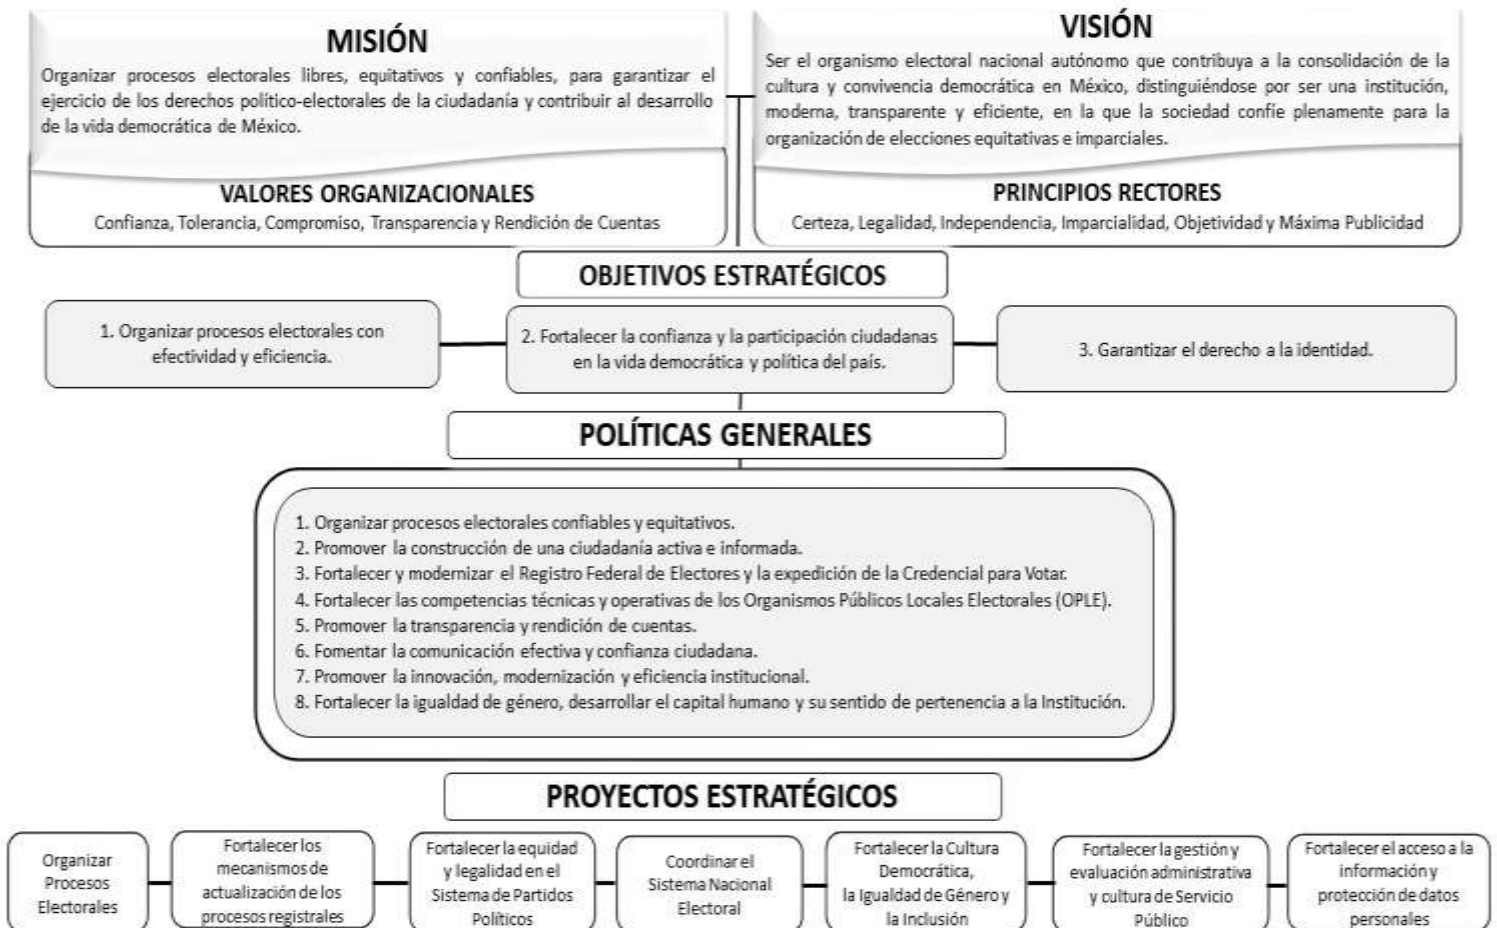 MISIÓN
Organizar procesos electorales libres, equitativos y confiables, para garantizar el
ejercicio de los derechos político-electorales de la ciudadanía y contribuir al desarrollo
de la vida democrática de México.
VALORES ORGANIZACIONALES
Confianza, Tolerancia, Compromiso, Transparencia y Rendición de Cuentas
VISIÓN
Ser el organismo electoral nacional autónomo que contribuya a la consolidación de la
cultura y convivencia democrática en México, distinguiéndose por ser una institución,
moderna, transparente y eficiente, en la que la sociedad confíe plenamente para la
organización de elecciones equitativas e imparciales.
PRINCIPIOS RECTORES
Certeza, Legalidad, Independencia, Imparcialidad, Objetividad y Máxima Publicidad
OBJETIVOS ESTRATÉGICOS
1. Organizar procesos electorales con
efectividad y eficiencia.
2. Fortalecer la confianza y la participación ciudadanas
en la vida democrática y política del país.
3. Garantizar el derecho a la identidad.
POLÍTICAS GENERALES
1. Organizar procesos electorales confiables y equitativos.
2. Promover la construcción de una ciudadanía activa e informada.
3. Fortalecer y modernizar el Registro Federal de Electores y la expedición de la Credencial para Votar.
4. Fortalecer las competencias técnicas y operativas de los Organismos Públicos Locales Electorales (OPLE).
5. Promover la transparencia y rendición de cuentas.
6. Fomentar la comunicación efectiva y confianza ciudadana.
7. Promover la innovación, modernización y eficiencia institucional.
8. Fortalecer la igualdad de género, desarrollar el capital humano y su sentido de pertenencia a la Institución.
PROYECTOS ESTRATÉGICOS
Organizar
Procesos
Electorales
Fortalecer los
mecanismos de
actualización de los
procesos registrales
Fortalecer la equidad
y legalidad en el
Sistema de Partidos
Políticos
Coordinar el
Sistema Nacional
Electoral
Fortalecer la Cultura
Democrática,
la Igualdad de Género y
la Inclusión
Fortalecer la gestión y
evaluación administrativa
y cultura de Servicio
Público
Fortalecer el acceso a la
información y
protección de datos
personales